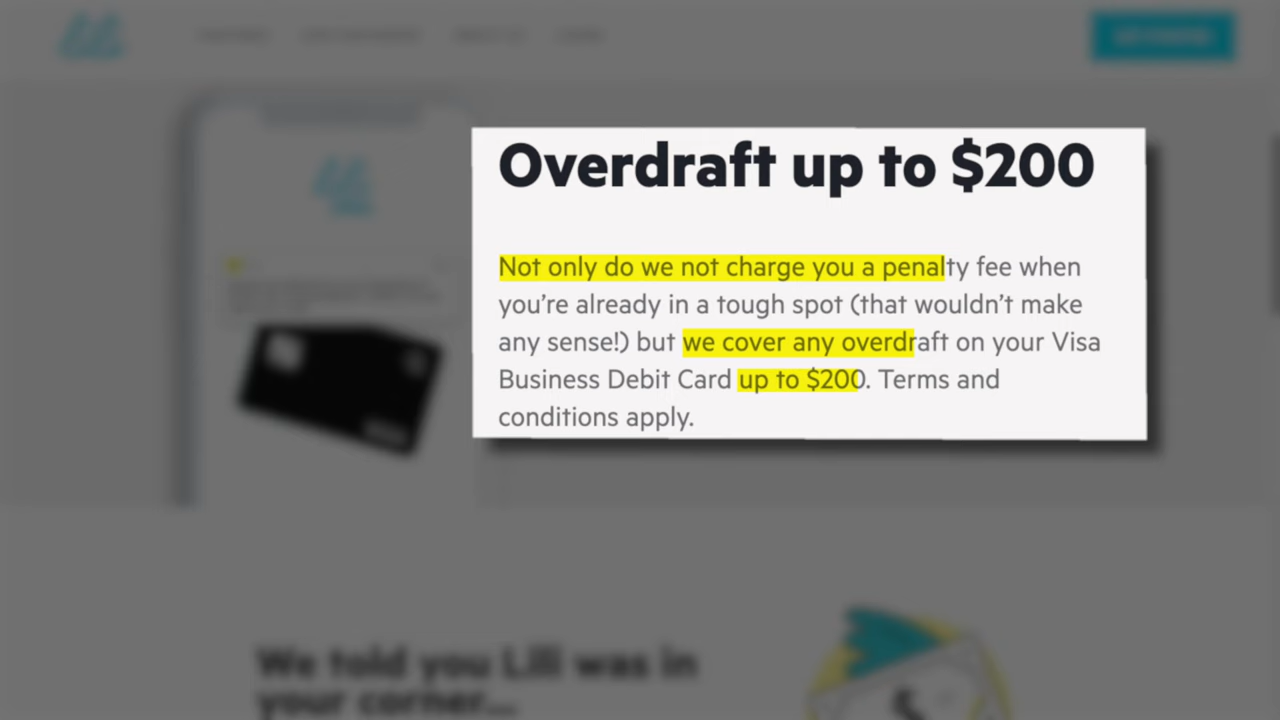 Overdraft up to $200
Not only do we not charge you a penalty fee when
you’re already in a tough spot (that wouldn’t make
any sense!) but we cover any overdraft on your Visa
Business Debit Card up to $200. Terms and
conditions apply.
We told you Lili was in
your corner...